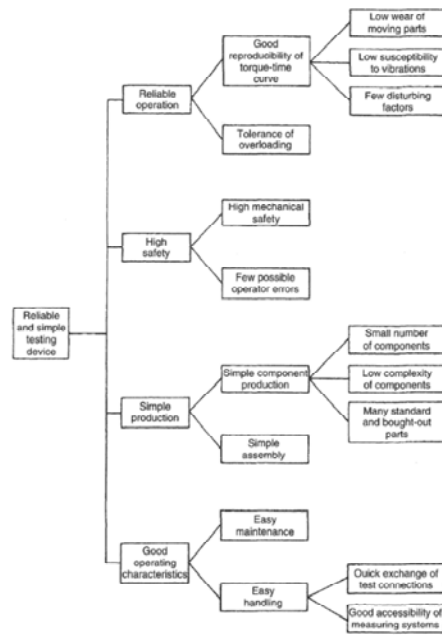 Low wear of
moving parts
Good
reproducibility of
torque-time
curve
Low susceptibility
to vibrations
Reliable
operation
Few disturbing
factors
Tolerance of
overloading
High mechanical
safety
High
safety
Few possible
operator errors
Reliable
and simple
testing
device
Small number
of components
Simple component
production
Low complexity
of components
Simple
production
Many standard
and bought-out
parts
Simple
assembly
Easy
maintenance
Good
operating
characteristics
Quick exchange of
test connections
Easy
handling
Good accessibility of
measuring systems